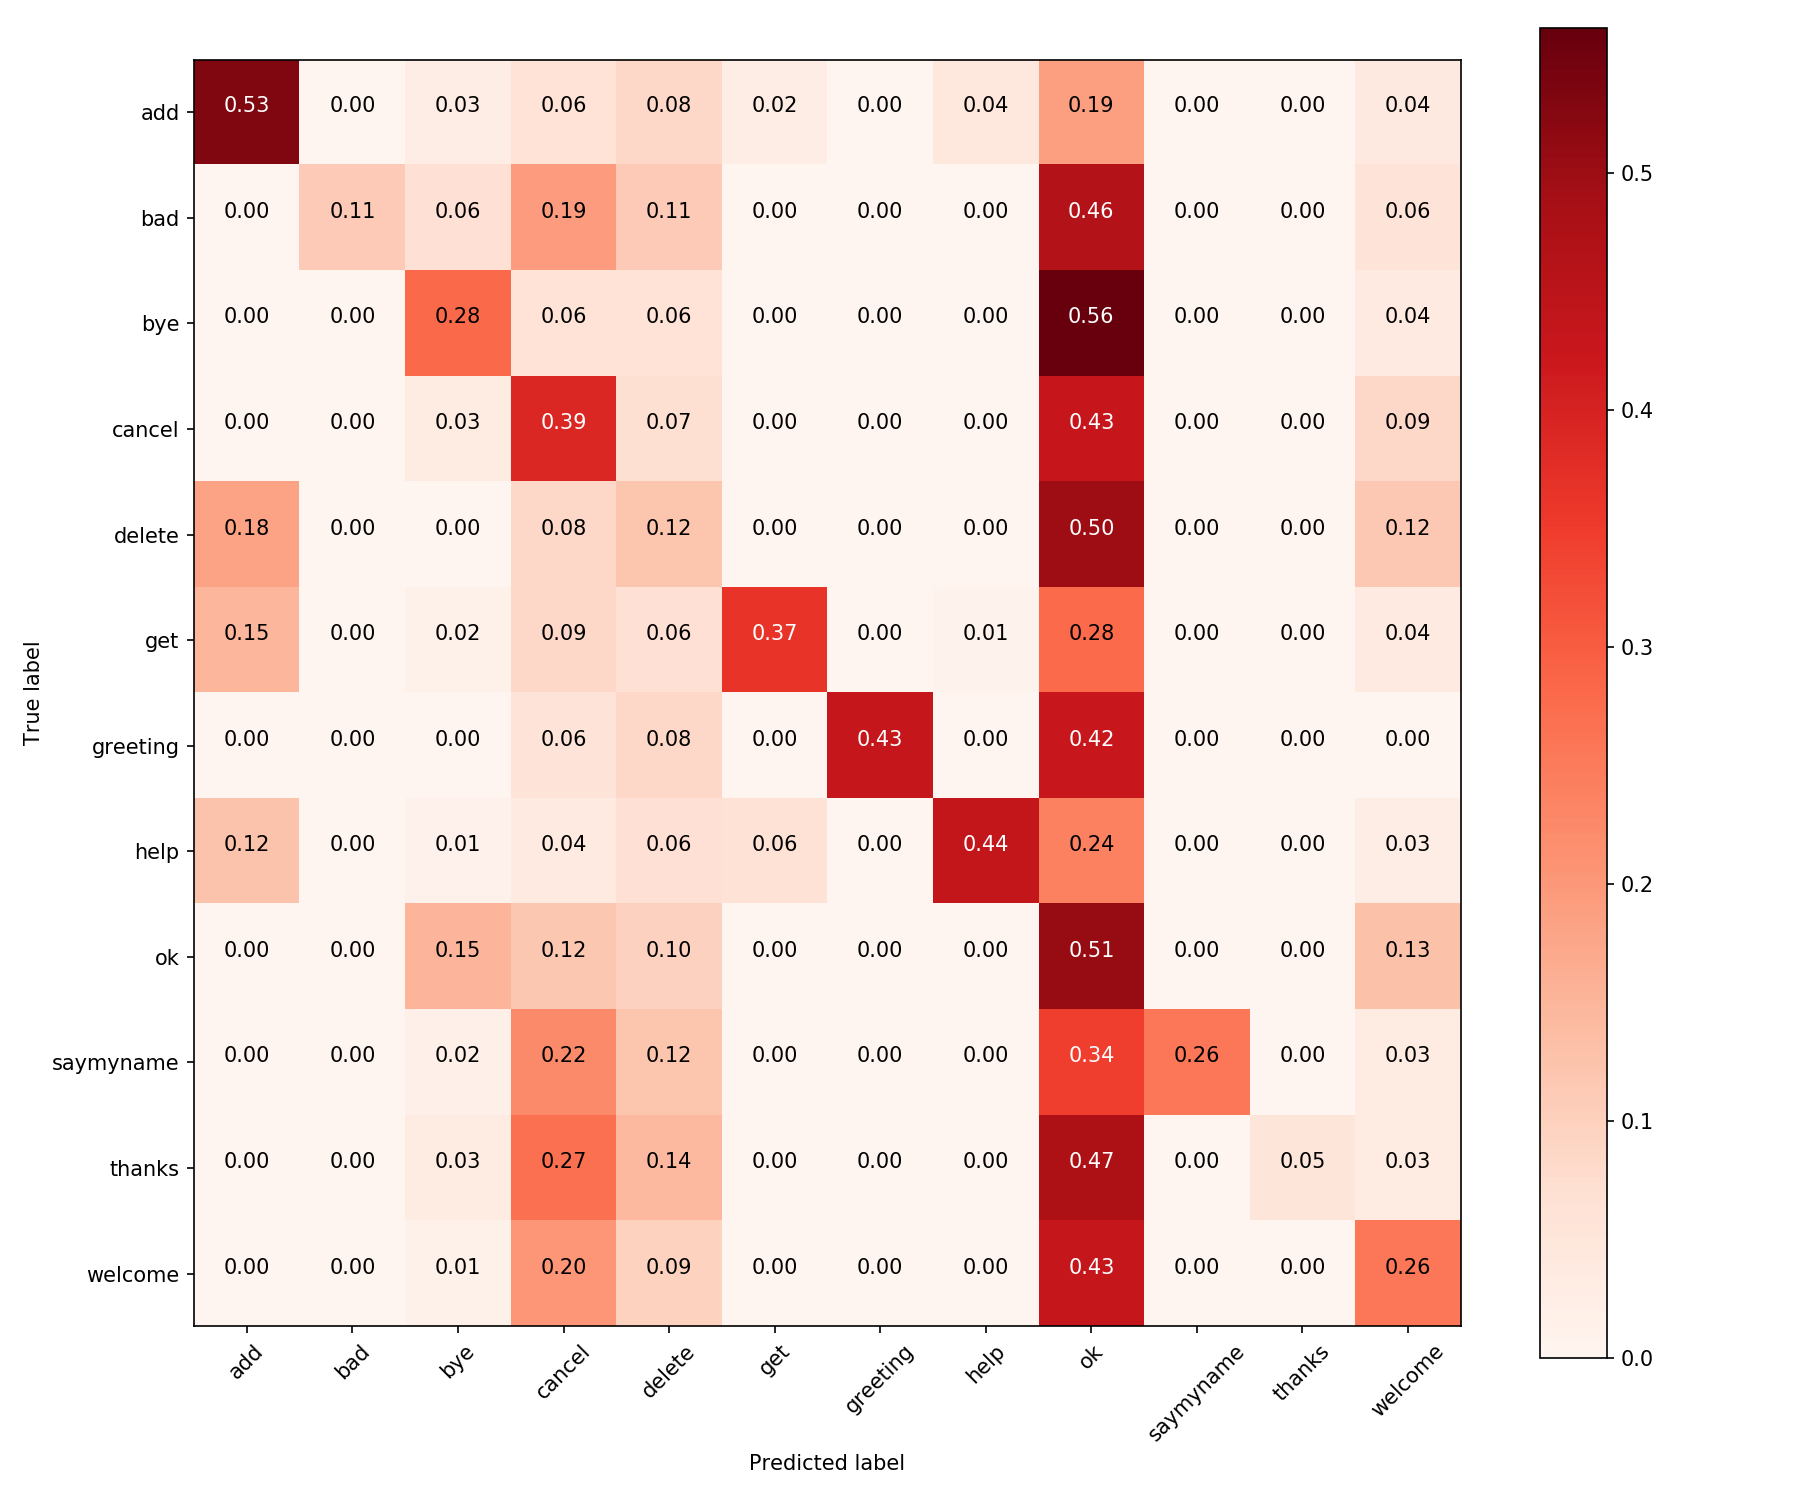 add 0.53 0.00 0.03 0.06 0.08 0.02 0.00 0.04 0.19 0.00 0.00 0.04
bad 0.00 0.11 0.06 0.19 0.11 0.00 0.00 0.00 0.46 0.00 0.00 0.06
bye 0.00 0.00 0.28 0.06 0.06 0.00 0.00 0.00 0.56 0.00 0.00 0.04
cancel 0.00 0.00 0.03 0.39 0.07 0.00 0.00 0.00 0.43 0.00 0.00 0.09
delete 0.18 0.00 0.00 0.08 0.12 0.00 0.00 0.00 0.50 0.00 0.00 0.12
get 0.15 0.00 0.02 0.09 0.06 0.37 0.00 0.01 0.28 0.00 0.00 0.04
greeting 0.00 0.00 0.00 0.06 0.08 0.00 0.43 0.00 0.42 0.00 0.00 0.00
help 0.12 0.00 0.01 0.04 0.06 0.06 0.00 0.44 0.24 0.00 0.00 0.03
ok 0.00 0.00 0.15 0.12 0.10 0.00 0.00 0.00 0.51 0.00 0.00 0.13
saymyname 0.00 0.00 0.02 0.22 0.12 0.00 0.00 0.00 0.34 0.26 0.00 0.03
thanks 0.00 0.00 0.03 0.27 0.14 0.00 0.00 0.00 0.47 0.00 0.05 0.03
welcome 0.00 0.00 0.01 0.20 0.09 0.00 0.00 0.00 0.43 0.00 0.00 0.26
add bad bye cancel delete get greeting help ok saymyname thanks welcome
Predicted label
True label
0.5
0.4
0.3
0.2
0.1
0.0